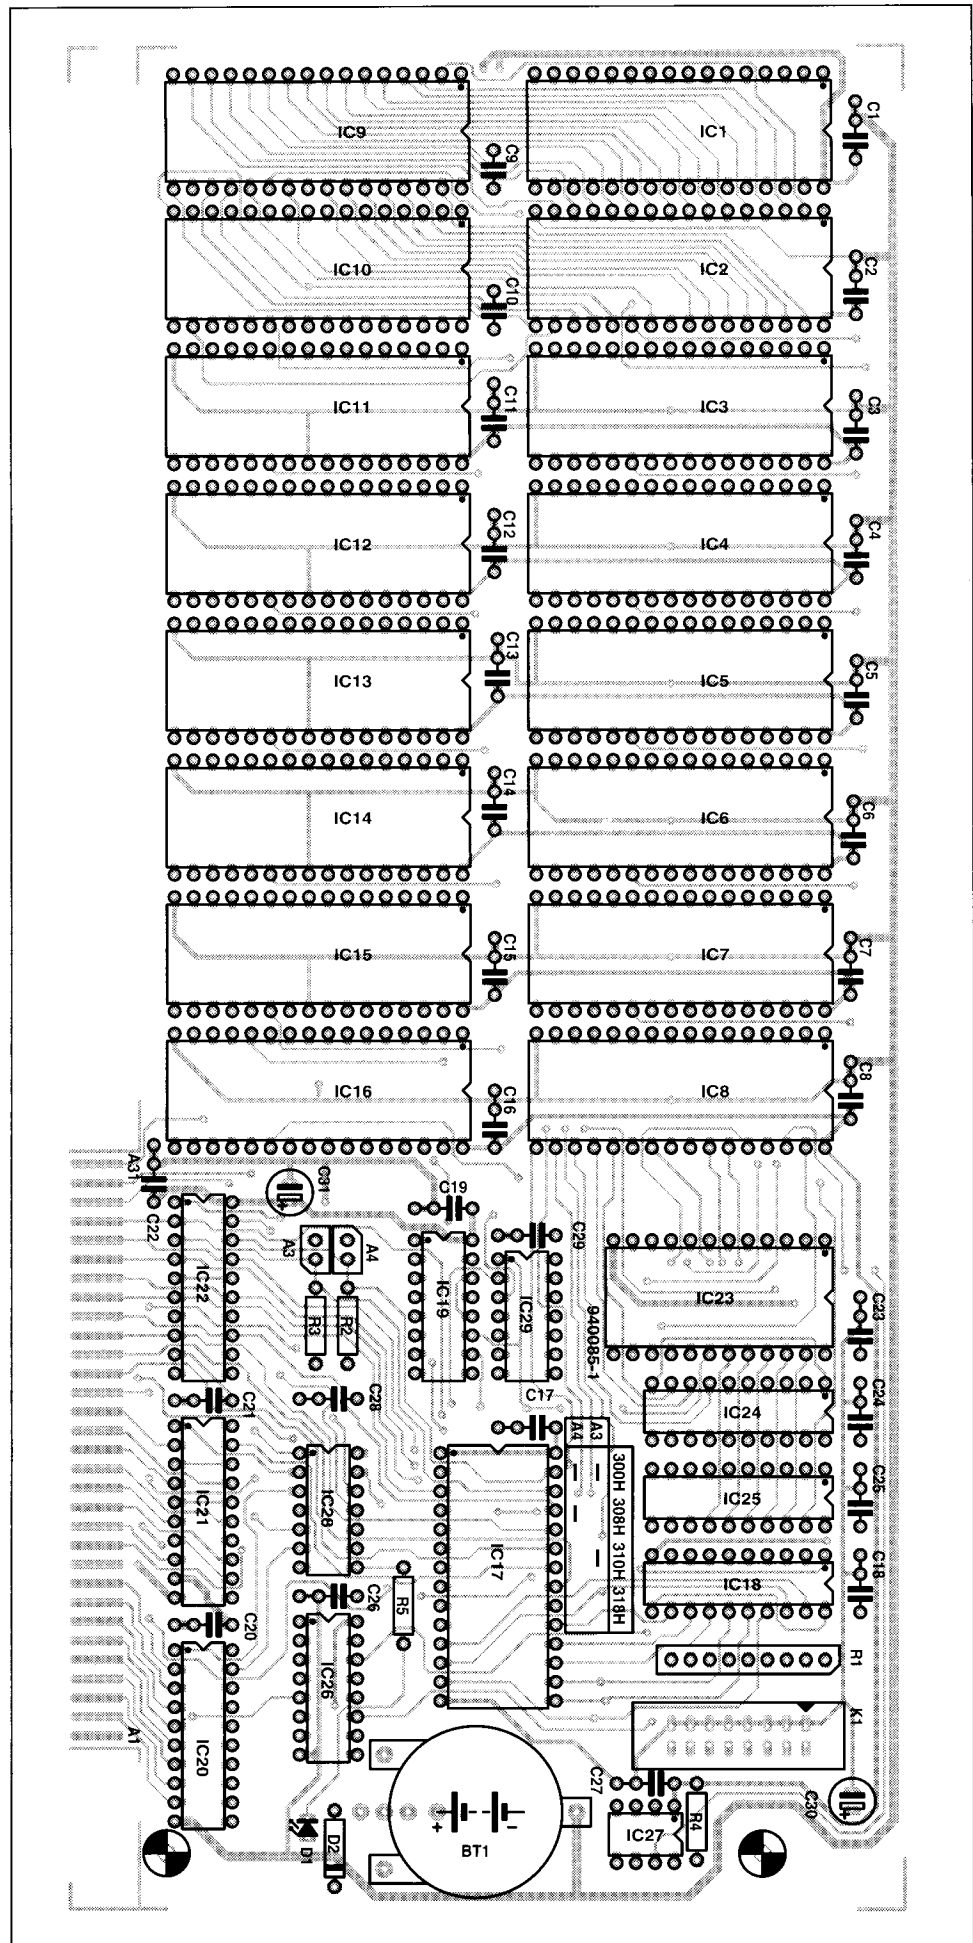 IC9
IC1
C1
C9
IC10
IC2
C2
C10
IC11
IC3
C3
C11
IC12
IC4
C4
C12
IC13
IC5
C5
C13
IC14
IC6
C6
C14
IC15
IC7
C7
C15
IC16
IC8
C8
C16
A31
C22
C31
C19
C29
A3
A4
IC22
R3
R2
IC19
IC29
940085-1
IC23
C23
C21
C28
C17
IC24
C24
IC21
IC28
IC17
A3
A4
300H 308H 310H 318H
IC25
C25
IC18
C18
C20
C26
R5
R1
A1
IC20
IC26
K1
C27
C30
R4
IC27
D1
D2
+ −
BT1
+
+